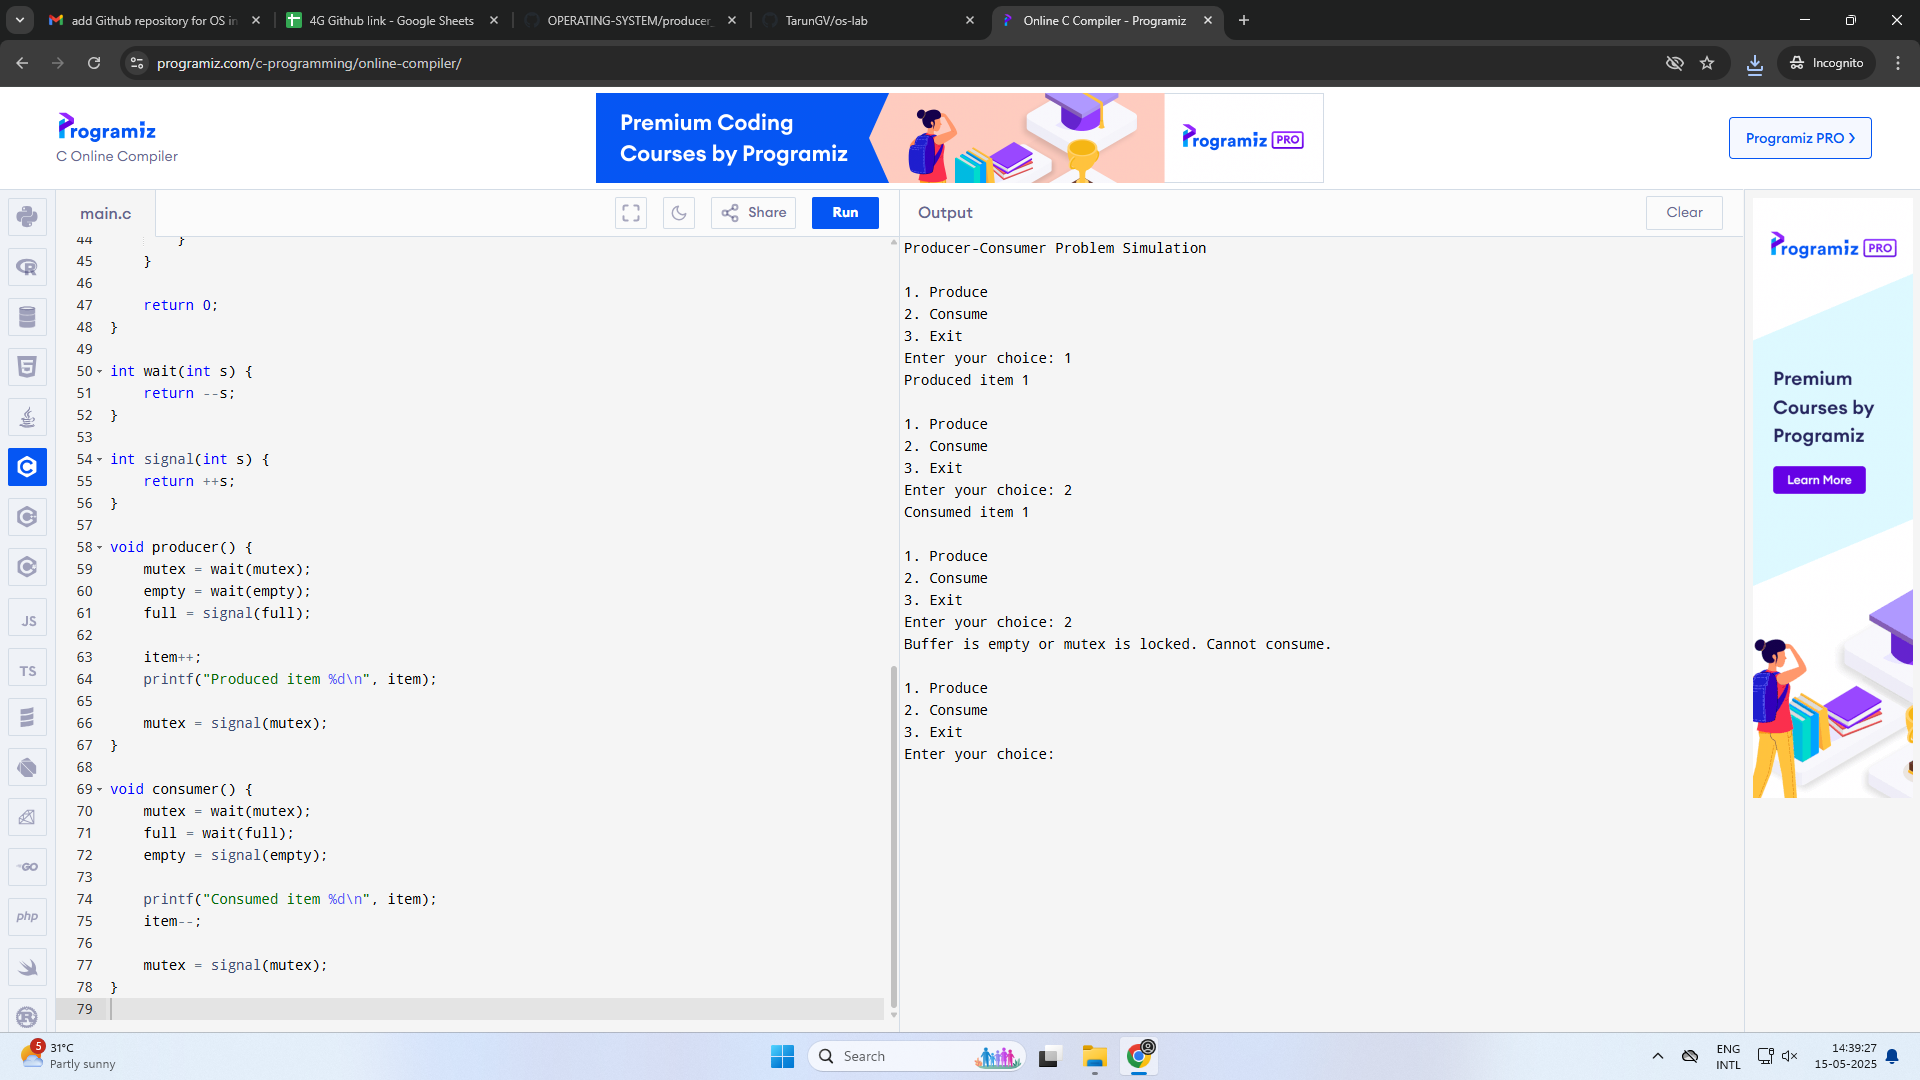 add Github repository for OS in
4G Github link - Google Sheets
OPERATING-SYSTEM/producer_
TarunGV/os-lab
Online C Compiler - Programiz
programiz.com/c-programming/online-compiler/
Incognito
Programiz
C Online Compiler
Premium Coding
Courses by Programiz
Programiz PRO
Programiz PRO
main.c
Share
Run
Output
Clear
44 }
45 }
46
47 return 0;
48 }
49
50 int wait(int s) {
51 return --s;
52 }
53
54 int signal(int s) {
55 return ++s;
56 }
57
58 void producer() {
59 mutex = wait(mutex);
60 empty = wait(empty);
61 full = signal(full);
62
63 item++;
64 printf("Produced item %d\n", item);
65
66 mutex = signal(mutex);
67 }
68
69 void consumer() {
70 mutex = wait(mutex);
71 full = wait(full);
72 empty = signal(empty);
73
74 printf("Consumed item %d\n", item);
75 item--;
76
77 mutex = signal(mutex);
78 }
79
Producer-Consumer Problem Simulation
1. Produce
2. Consume
3. Exit
Enter your choice: 1
Produced item 1
1. Produce
2. Consume
3. Exit
Enter your choice: 2
Consumed item 1
1. Produce
2. Consume
3. Exit
Enter your choice: 2
Buffer is empty or mutex is locked. Cannot consume.
1. Produce
2. Consume
3. Exit
Enter your choice:
Programiz PRO
Premium
Courses by
Programiz
Learn More
JS
TS
GO
php
5
31°C
Partly sunny
Search
ENG
INTL
14:39:27
15-05-2025